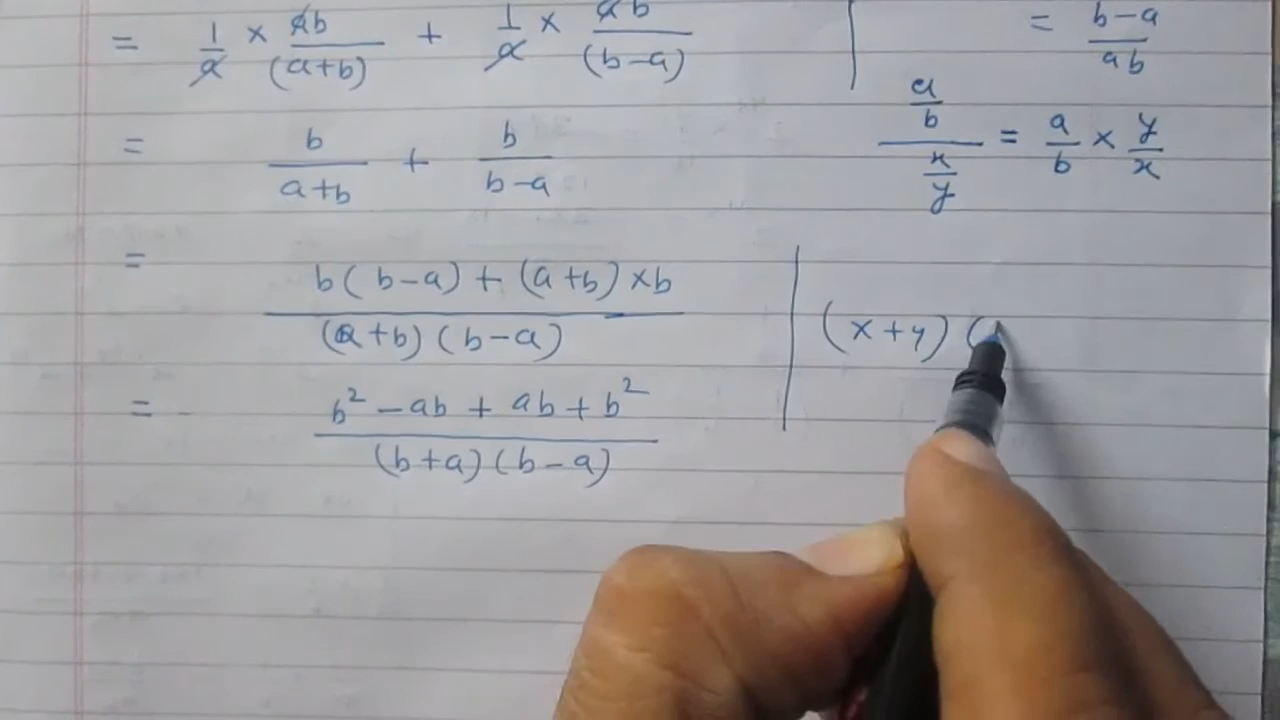 = 1/a × ab/(a+b) + 1/a × ab/(b-a)
= b/(a+b) + b/(b-a)
= b(b-a)+(a+b)×b / (a+b)(b-a)
= b² - ab + ab + b² / (b+a)(b-a)
= b-a/ab
a/b / x/y = a/b × y/x
(x+y)(